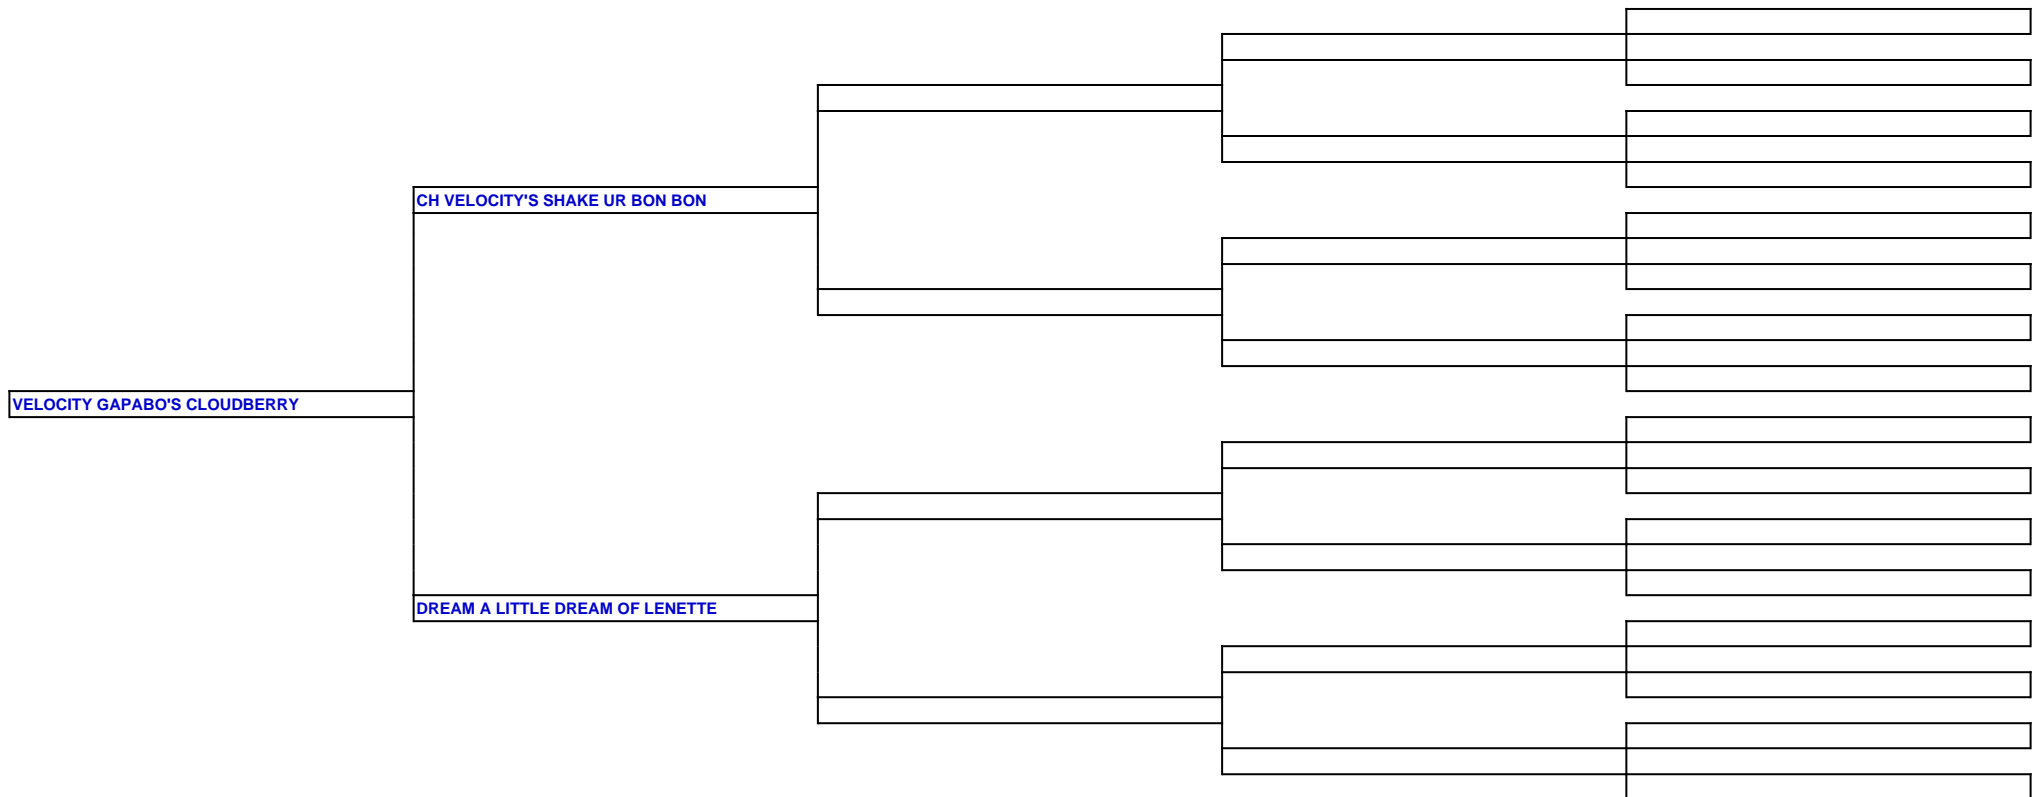 CH VELOCITY'S SHAKE UR BON BON
VELOCITY GAPABO'S CLOUDBERRY
DREAM A LITTLE DREAM OF LENETTE